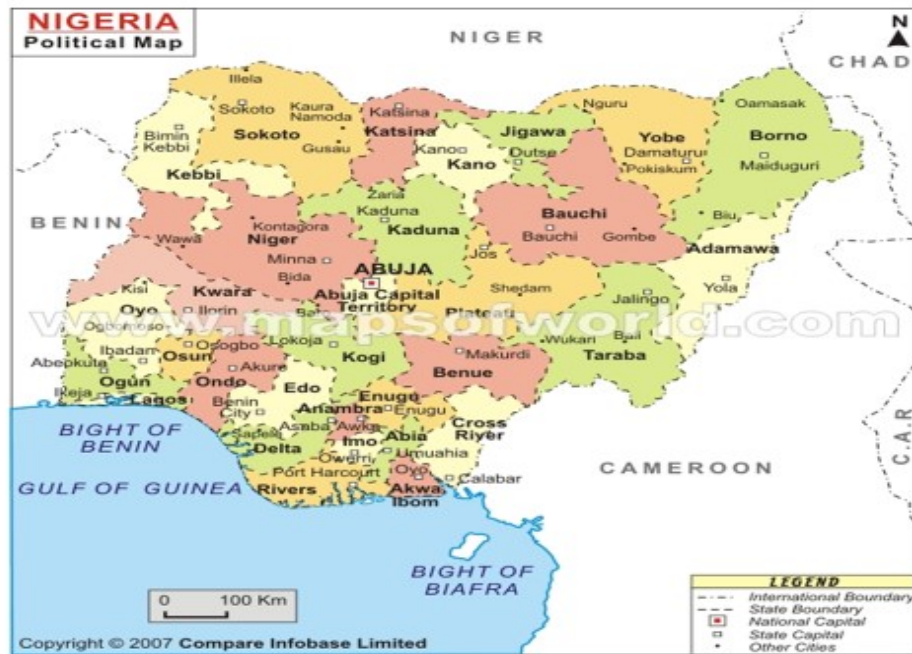 NIGERIA
Political Map
N
NIGER
CHAD
Illela
Sokoto
Kaura
Namoda
Sokoto
Gusau
Katsina
Katsina
Nguru
Oamasak
Birnin
Kebbi
Kebbi
Jigawa
Dutse
Kano
Kano
Yobe
Damaturu
Pokiskum
Borno
Maiduguri
Zaria
Kaduna
Kaduna
BENIN
Kontagora
Wawa
Niger
Minna
Bida
Bauchi
Bauchi
Gombe
Biu
Adamawa
Yola
Jos
ABUJA
Abuja Capital
Territory
Shedam
Plateau
Jalingo
Kisi
Kwara
Ilorin
Oyo
Ogbomoso
www.mapsofworld.com
Ibadan
Osogbo
Osun
Lokoja
Kogi
Makurdi
Benue
Wukari
Taraba
Abepkuta
Ogun
Ikeja
Lagos
Akure
Ondo
Edo
Benin
City
Enugu
Enugu
Anambra
Awka
Asaba
Cross
River
Sapele
Delta
Imo
Owerri
Abia
Umuahia
Port Harcourt
Rivers
Oyo
Akwa
Ibom
Calabar
BIGHT OF
BENIN
GULF OF GUINEA
CAMEROON
C.A.R
BIGHT OF
BIAFRA
0 100 Km
LEGEND
International Boundary
State Boundary
National Capital
State Capital
Other Cities
Copyright © 2007 Compare Infobase Limited